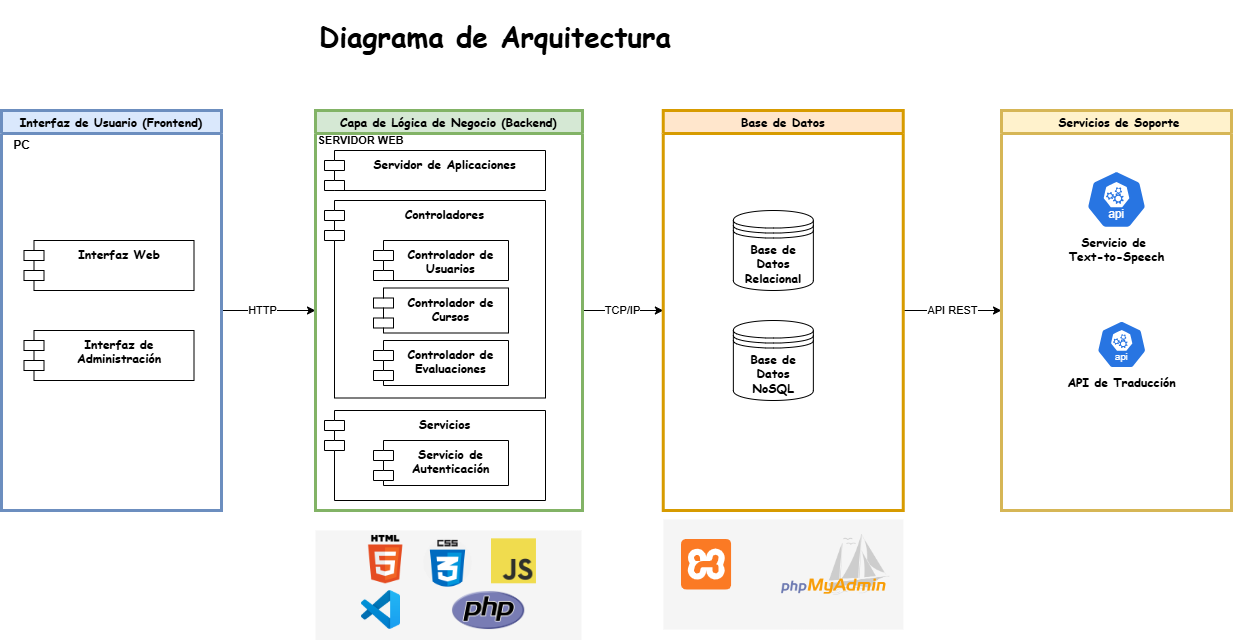 Diagrama de Arquitectura
Interfaz de Usuario (Frontend)
PC
Interfaz Web
Interfaz de
Administración
HTTP
Capa de Lógica de Negocio (Backend)
SERVIDOR WEB
Servidor de Aplicaciones
Controladores
Controlador de
Usuarios
Controlador de
Cursos
Controlador de
Evaluaciones
Servicios
Servicio de
Autenticación
TCP/IP
Base de Datos
Base de
Datos
Relacional
Base de
Datos
NoSQL
API REST
Servicios de Soporte
api
Servicio de
Text-to-Speech
api
API de Traducción
HTML
5
CSS
3
JS
php
phpMyAdmin